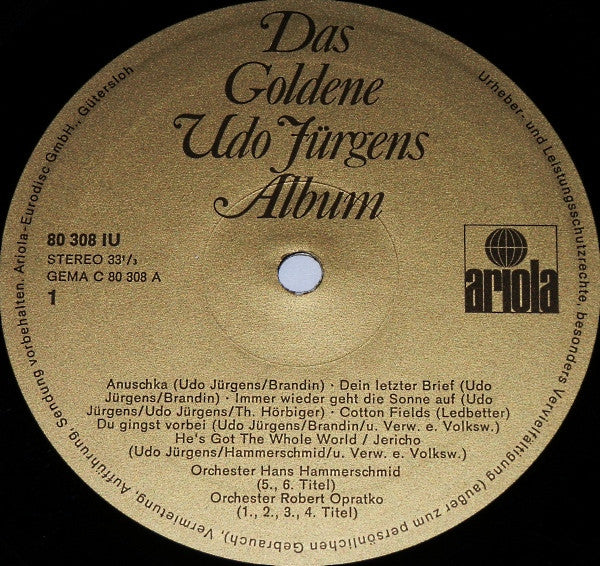 Das
Goldene
Udo Jürgens
Album
80 308 IU
STEREO 33¹/₃
GEMA C 80 308 A
1
ariola
Anuschka (Udo Jürgens/Brandin) · Dein letzter Brief (Udo
Jürgens/Brandin) · Immer wieder geht die Sonne auf (Udo
Jürgens/Udo Jürgens/Th. Hörbiger) · Cotton Fields (Ledbetter)
Du gingst vorbei (Udo Jürgens/Brandin/u. Verw. e. Volksw.)
He's Got The Whole World / Jericho
(Udo Jürgens/Hammerschmid/u. Verw. e. Volksw.)
Orchester Hans Hammerschmid
(5., 6. Titel)
Orchester Robert Opratko
(1., 2., 3., 4. Titel)
Urheber- und Leistungsschutzrechte, besonders Vervielfältigung (außer zum persönlichen Gebrauch), Vermietung, Aufführung, Sendung vorbehalten. Ariola-Eurodisc GmbH., Gütersloh